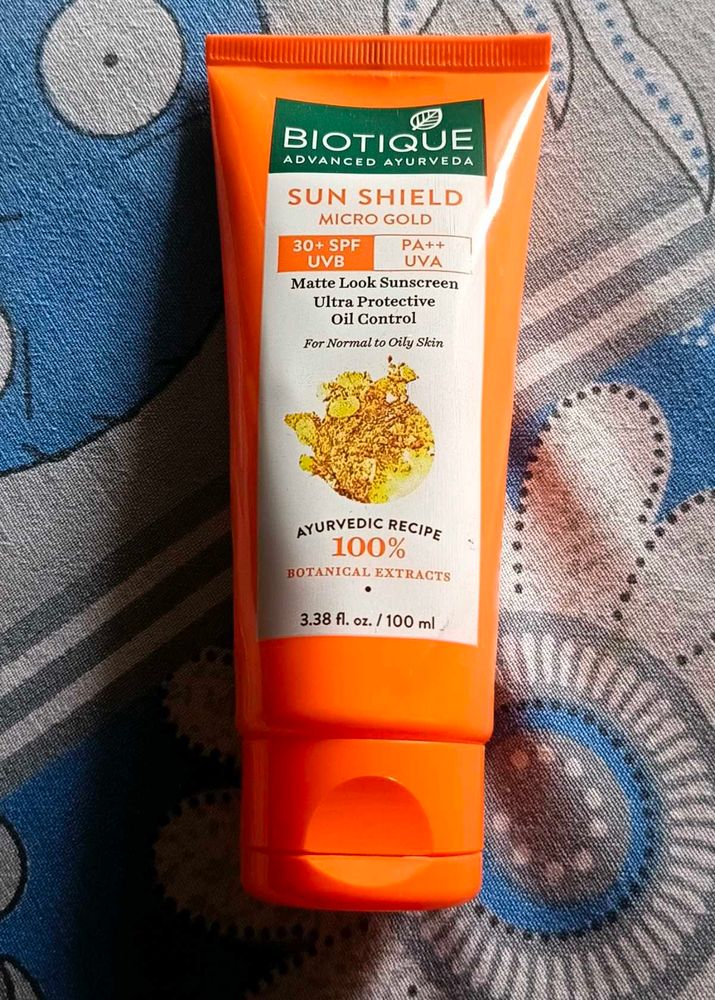 BIOTIQUE
ADVANCED AYURVEDA
SUN SHIELD
MICRO GOLD
30+ SPF
UVB
PA++
UVA
Matte Look Sunscreen
Ultra Protective
Oil Control
For Normal to Oily Skin
AYURVEDIC RECIPE
100%
BOTANICAL EXTRACTS
3.38 fl. oz. / 100 ml